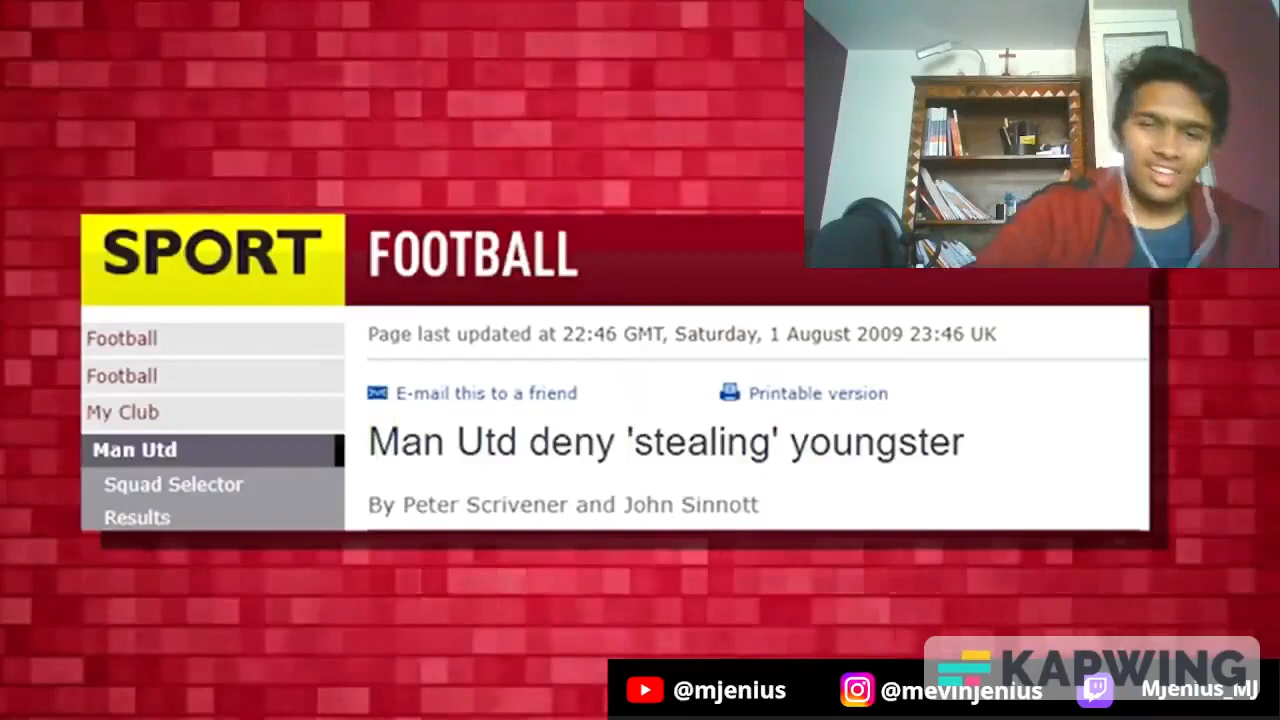 SPORT
FOOTBALL
Football
Football
My Club
Man Utd
Squad Selector
Results
Page last updated at 22:46 GMT, Saturday, 1 August 2009 23:46 UK
E-mail this to a friend
Printable version
Man Utd deny 'stealing' youngster
By Peter Scrivener and John Sinnott
KAPWING
@mjenius
@mevinjenius
Mjenius_MJ